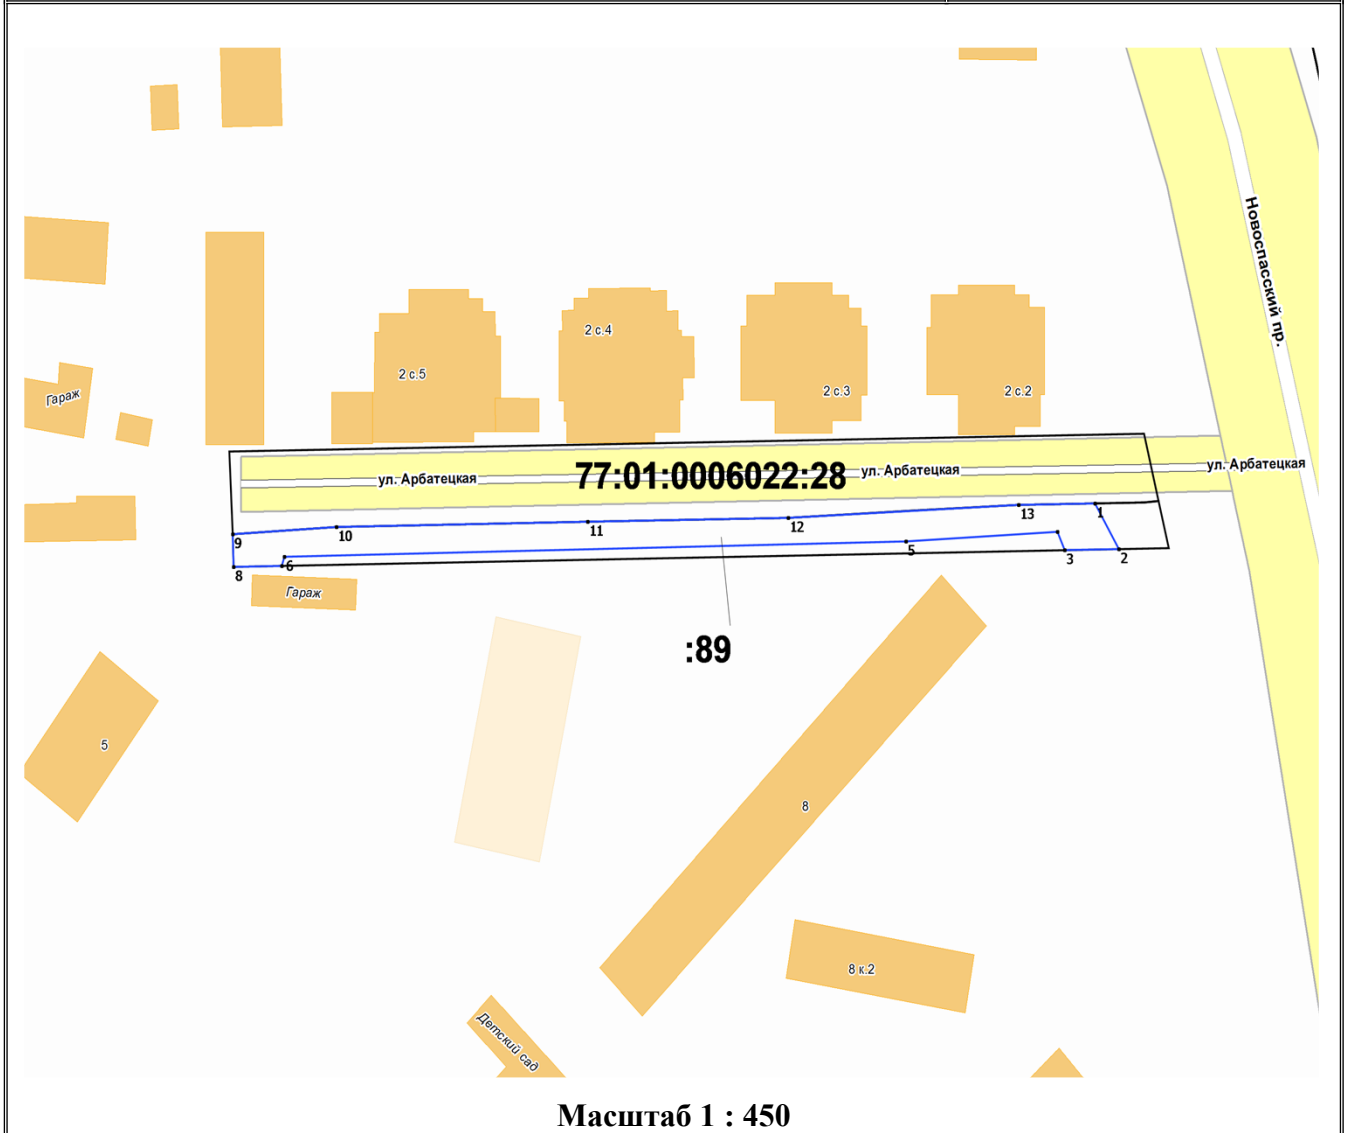 Новоспасский пр.
2 с.4
2 с.5
2 с.3
2 с.2
Гараж
ул. Арбатецкая
77:01:0006022:28
ул. Арбатецкая
ул. Арбатецкая
13
1
12
11
10
9
5
3
2
6
8
Гараж
:89
5
8
8 к.2
Детский сад
Масштаб 1 : 450